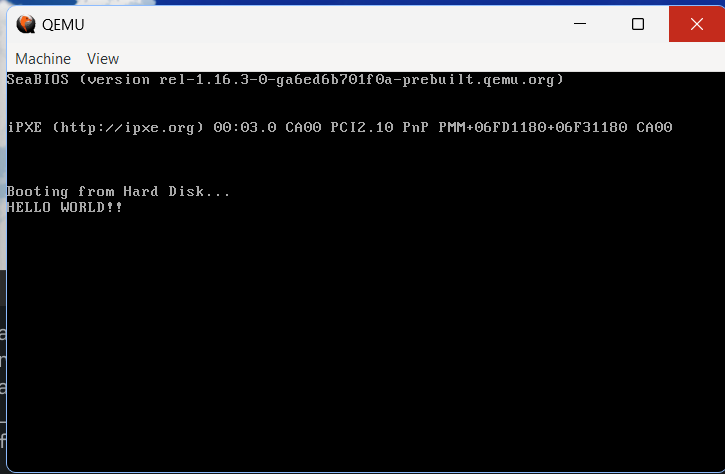 QEMU
Machine View
SeaBIOS (version rel-1.16.3-0-ga6ed6b701f0a-prebuilt.qemu.org)
iPXE (http://ipxe.org) 00:03.0 CA00 PCI2.10 PnP PMM+06FD1180+06F31180 CA00
Booting from Hard Disk...
HELLO WORLD!!